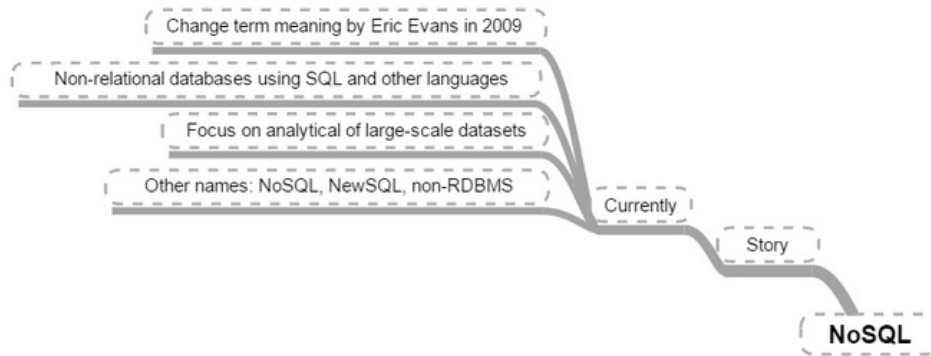 Change term meaning by Eric Evans in 2009
Non-relational databases using SQL and other languages
Focus on analytical of large-scale datasets
Other names: NoSQL, NewSQL, non-RDBMS
Currently
Story
NoSQL